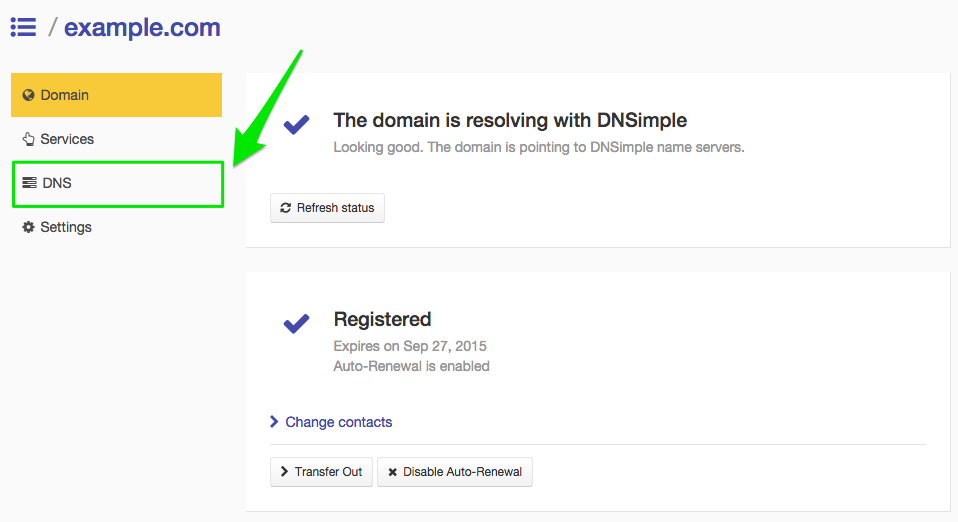 / example.com
Domain
Services
DNS
Settings
The domain is resolving with DNSimple
Looking good. The domain is pointing to DNSimple name servers.
Refresh status
Registered
Expires on Sep 27, 2015
Auto-Renewal is enabled
Change contacts
Transfer Out
Disable Auto-Renewal